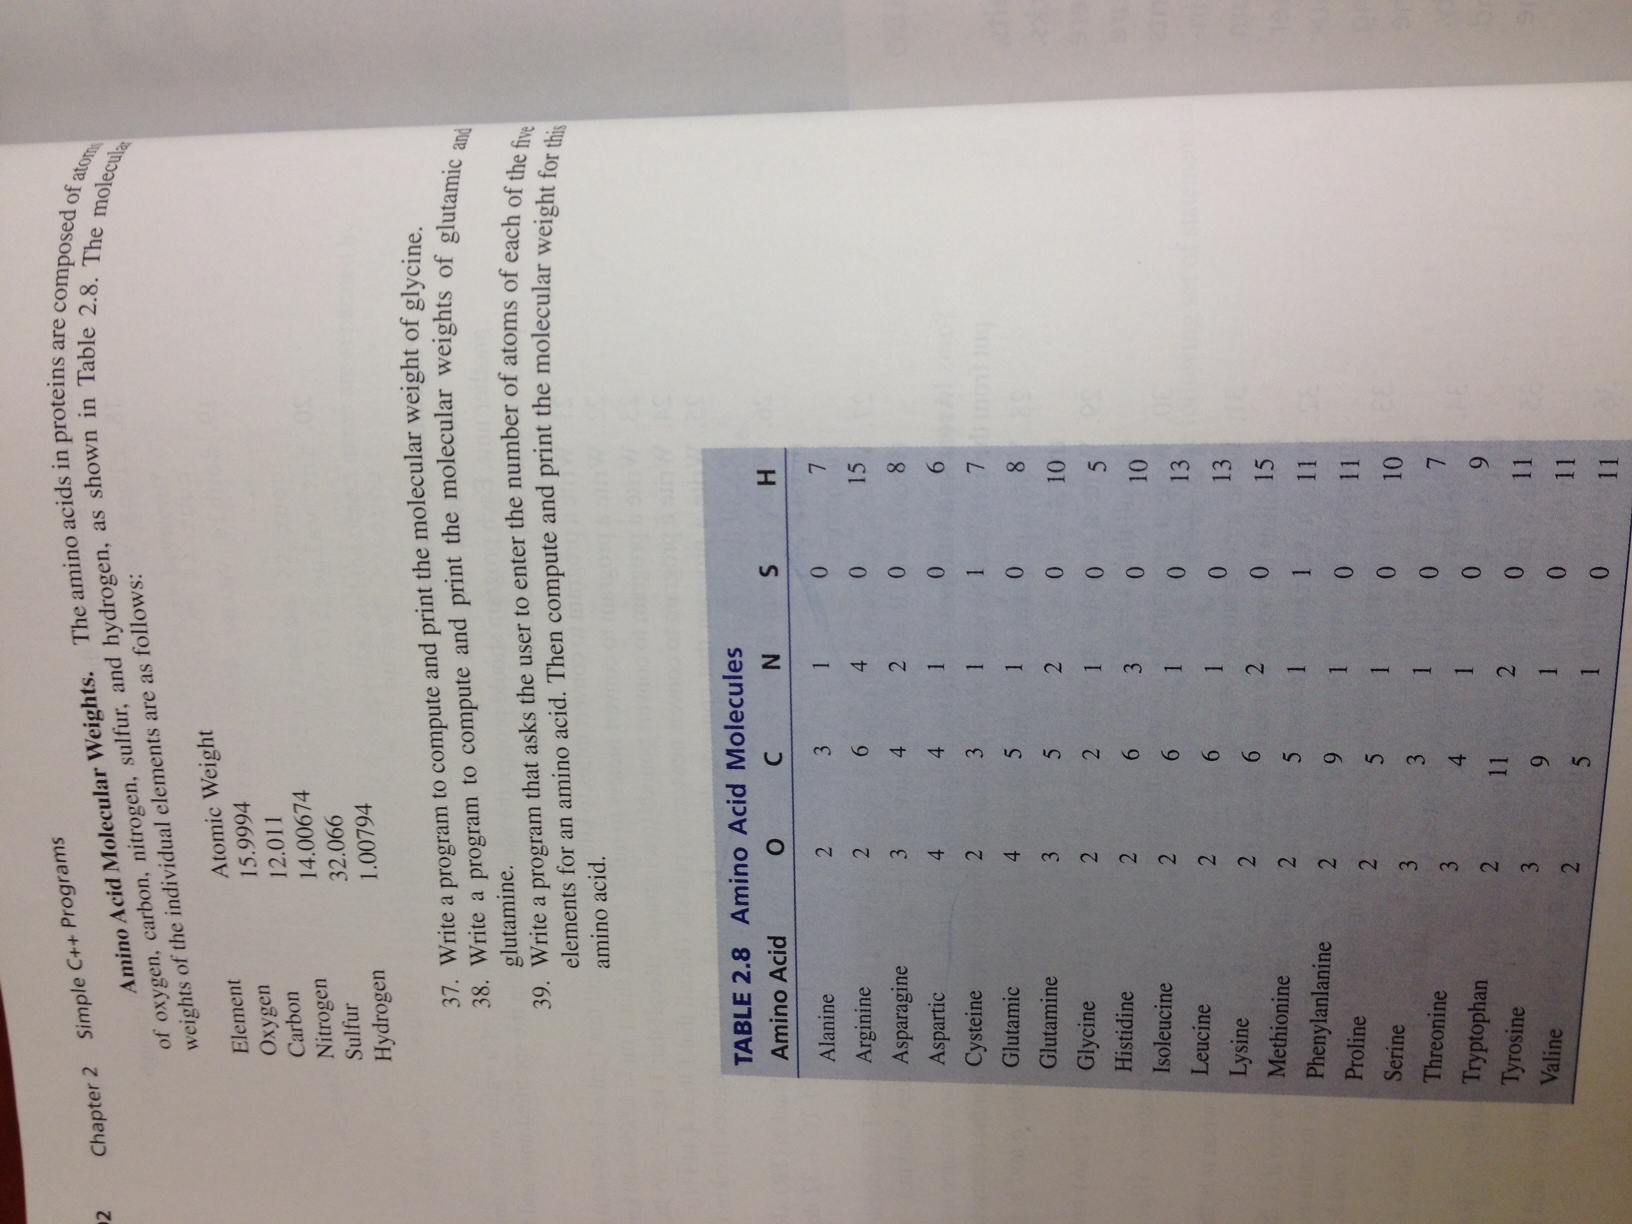 02 Chapter 2 Simple C++ Programs
Amino Acid Molecular Weights. The amino acids in proteins are composed of atoms
of oxygen, carbon, nitrogen, sulfur, and hydrogen, as shown in Table 2.8. The molecular
weights of the individual elements are as follows:
Element Atomic Weight
Oxygen 15.9994
Carbon 12.011
Nitrogen 14.00674
Sulfur 32.066
Hydrogen 1.00794
37. Write a program to compute and print the molecular weight of glycine.
38. Write a program to compute and print the molecular weights of glutamic and
glutamine.
39. Write a program that asks the user to enter the number of atoms of each of the five
elements for an amino acid. Then compute and print the molecular weight for this
amino acid.
TABLE 2.8 Amino Acid Molecules
Amino Acid O C N S H
Alanine 2 3 1 0 7
Arginine 2 6 4 0 15
Asparagine 3 4 2 0 8
Aspartic 4 4 1 0 6
Cysteine 2 3 1 1 7
Glutamic 4 5 1 0 8
Glutamine 3 5 2 0 10
Glycine 2 2 1 0 5
Histidine 2 6 3 0 10
Isoleucine 2 6 1 0 13
Leucine 2 6 1 0 13
Lysine 2 6 2 0 15
Methionine 2 5 1 1 11
Phenylanlanine 2 9 1 0 11
Proline 2 5 1 0 10
Serine 3 3 1 0 7
Threonine 3 4 1 0 9
Tryptophan 2 11 2 0 11
Tyrosine 3 9 1 0 11
Valine 2 5 1 0 11